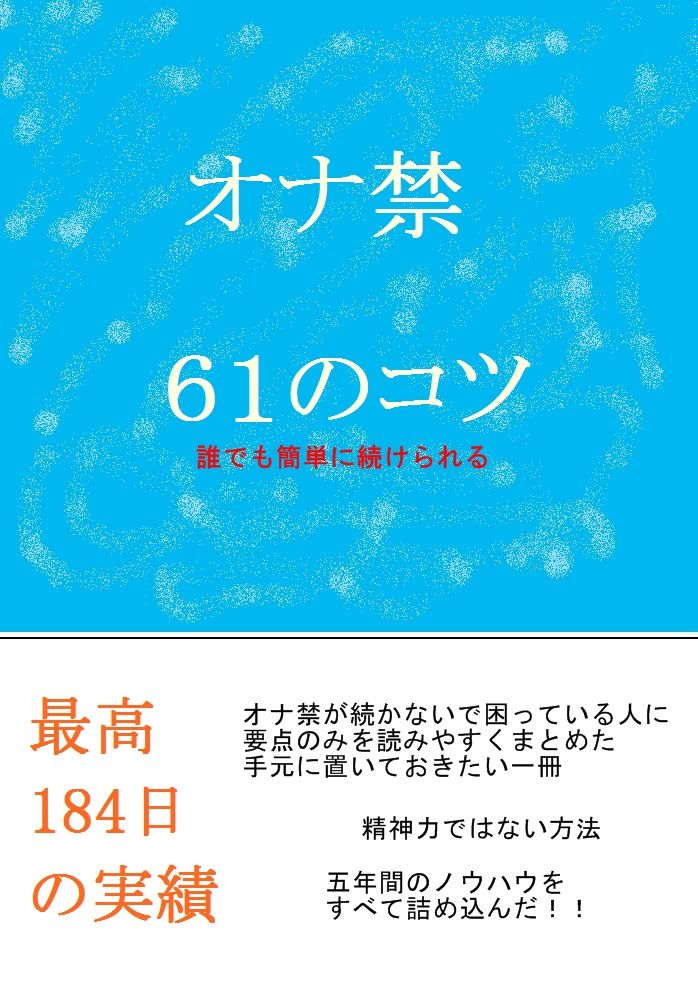 オナ禁
61のコツ
誰でも簡単に続けられる
最高
184日
の実績
オナ禁が続かないで困っている人に
要点のみを読みやすくまとめた
手元に置いておきたい一冊
精神力ではない方法
五年間のノウハウを
すべて詰め込んだ！！